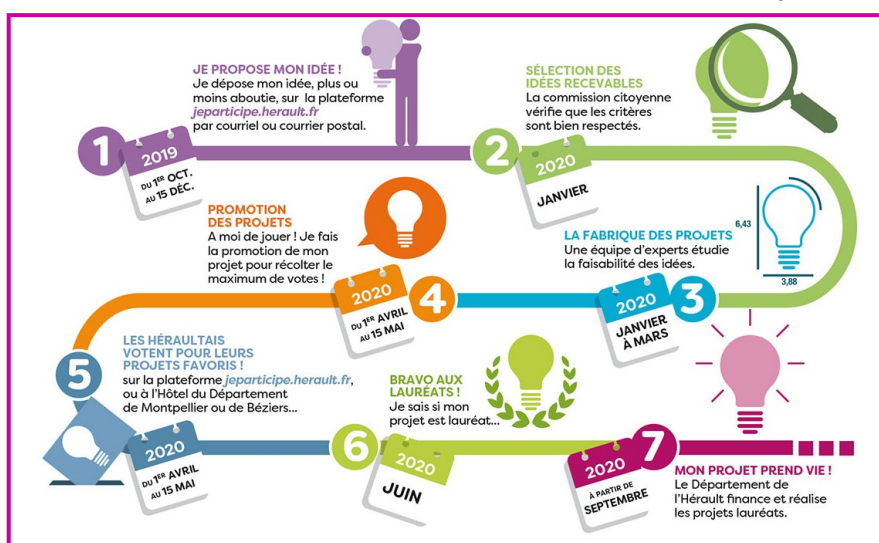 JE PROPOSE MON IDÉE !
Je dépose mon idée, plus ou
moins aboutie, sur la plateforme
jeparticipe.herault.fr
par courriel ou courrier postal.
1
2019
DU 1ER OCT.
AU 15 DÉC.
SÉLECTION DES
IDÉES RECEVABLES
La commission citoyenne
vérifie que les critères
sont bien respectés.
2
2020
JANVIER
LA FABRIQUE DES PROJETS
Une équipe d'experts étudie
la faisabilité des idées.
6,43
3,88
3
2020
JANVIER
À MARS
PROMOTION
DES PROJETS
A moi de jouer ! Je fais
la promotion de mon
projet pour récolter le
maximum de votes !
4
2020
DU 1ER AVRIL
AU 15 MAI
5
LES HÉRAULTAIS
VOTENT POUR LEURS
PROJETS FAVORIS !
sur la plateforme jeparticipe.herault.fr,
ou à l'Hôtel du Département
de Montpellier ou de Béziers...
2020
DU 1ER AVRIL
AU 15 MAI
BRAVO AUX
LAURÉATS !
Je sais si mon
projet est lauréat...
6
2020
JUIN
7
2020
À PARTIR DE
SEPTEMBRE
MON PROJET PREND VIE !
Le Département de
l'Hérault finance et réalise
les projets lauréats.